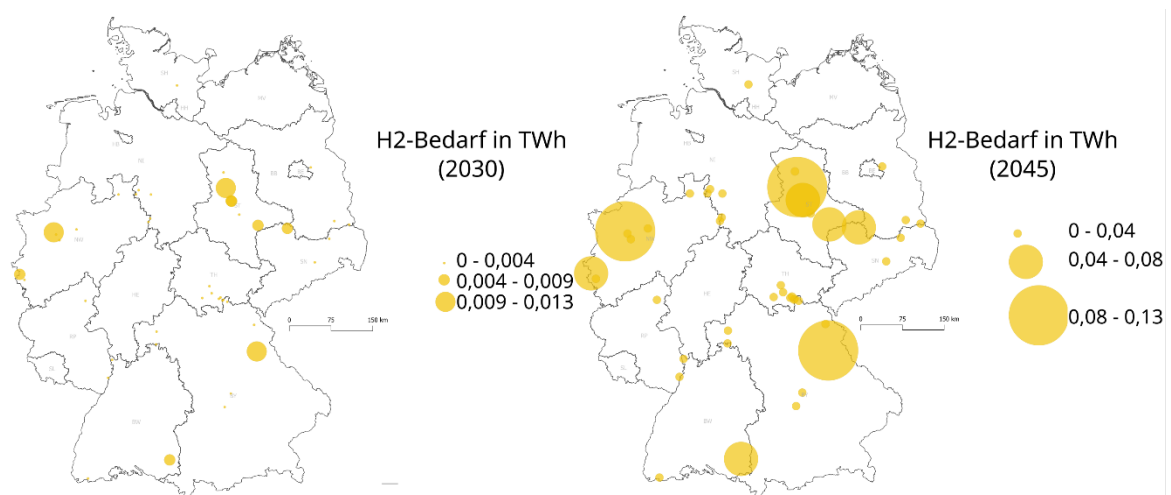 H2-Bedarf in TWh
(2030)
0 - 0,004
0,004 - 0,009
0,009 - 0,013
0 75 150 km
H2-Bedarf in TWh
(2045)
0 - 0,04
0,04 - 0,08
0,08 - 0,13
0 75 150 km